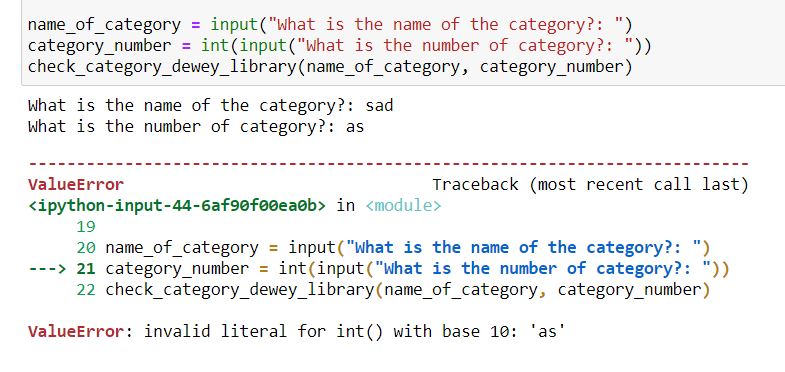 name_of_category = input("What is the name of the category?: ")
category_number = int(input("What is the number of category?: "))
check_category_dewey_library(name_of_category, category_number)
What is the name of the category?: sad
What is the number of category?: as
---------------------------------------------------------------------------
ValueError                                Traceback (most recent call last)
<ipython-input-44-6af90f00ea0b> in <module>
     19
     20 name_of_category = input("What is the name of the category?: ")
---> 21 category_number = int(input("What is the number of category?: "))
     22 check_category_dewey_library(name_of_category, category_number)
ValueError: invalid literal for int() with base 10: 'as'